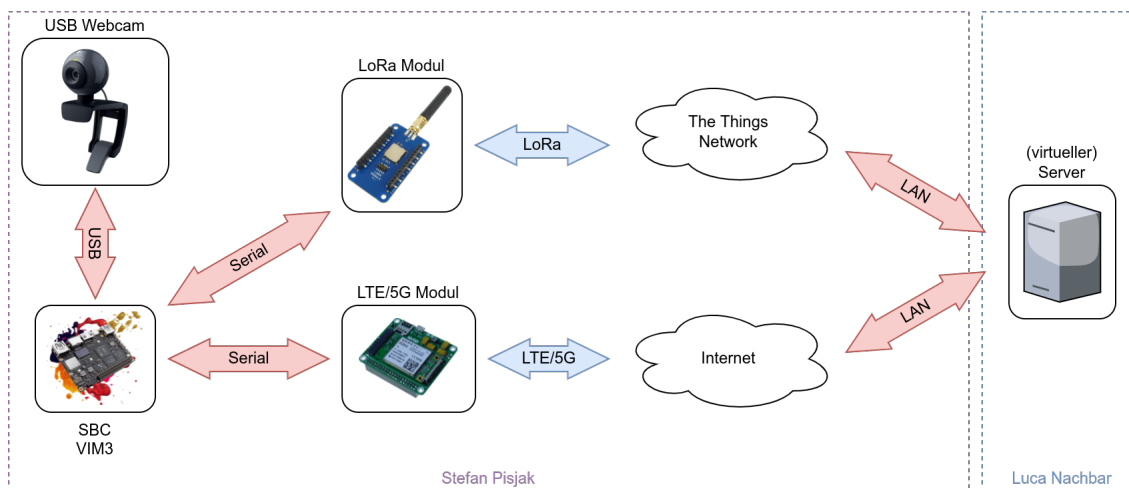 USB Webcam
LoRa Modul
The Things
Network
(virtueller)
Server
LoRa
LAN
USB
Serial
LTE/5G Modul
LAN
Serial
LTE/5G
Internet
SBC
VIM3
Stefan Pisjak
Luca Nachbar